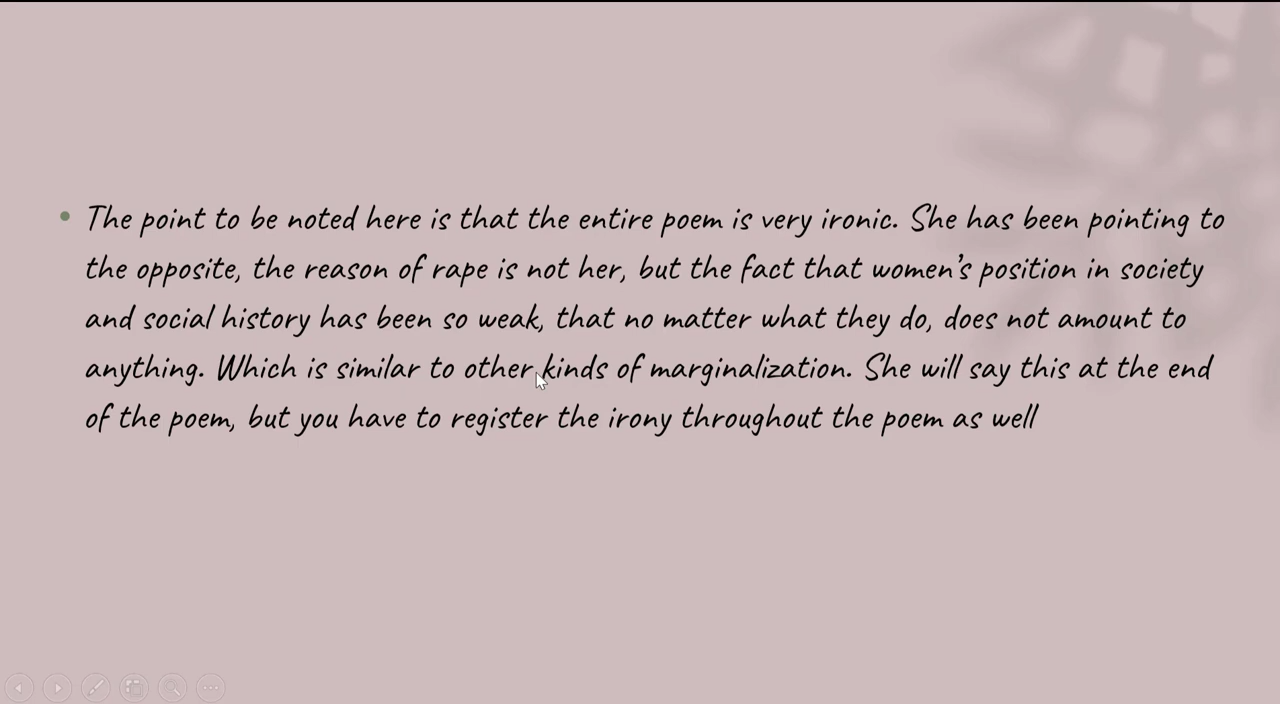 The point to be noted here is that the entire poem is very ironic. She has been pointing to
the opposite, the reason of rape is not her, but the fact that women's position in society
and social history has been so weak, that no matter what they do, does not amount to
anything. Which is similar to other kinds of marginalization. She will say this at the end
of the poem, but you have to register the irony throughout the poem as well